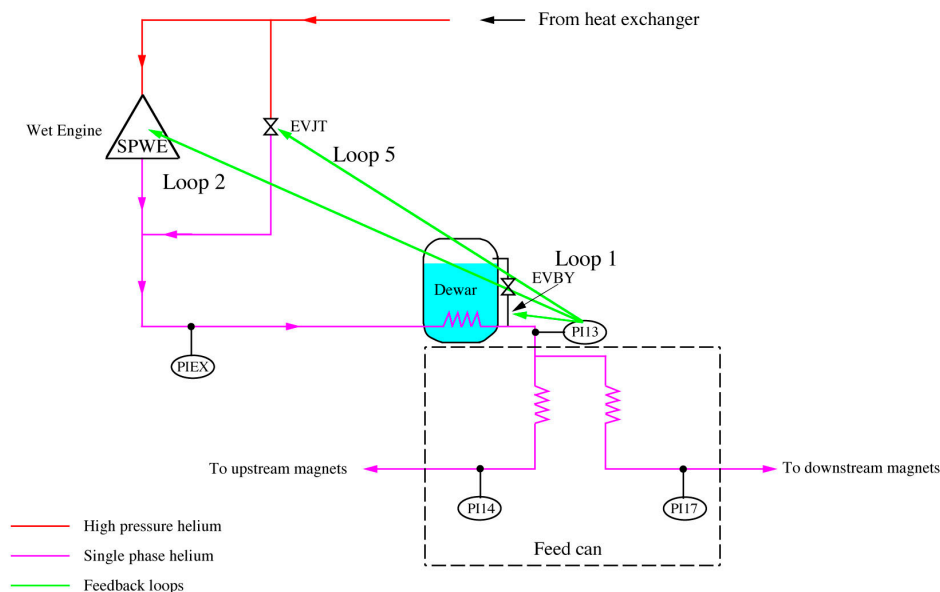 From heat exchanger
Wet Engine
SPWE
EVJT
Loop 5
Loop 2
Loop 1
EVBY
Dewar
PI13
PIEX
To upstream magnets
To downstream magnets
PI14
PI17
Feed can
High pressure helium
Single phase helium
Feedback loops